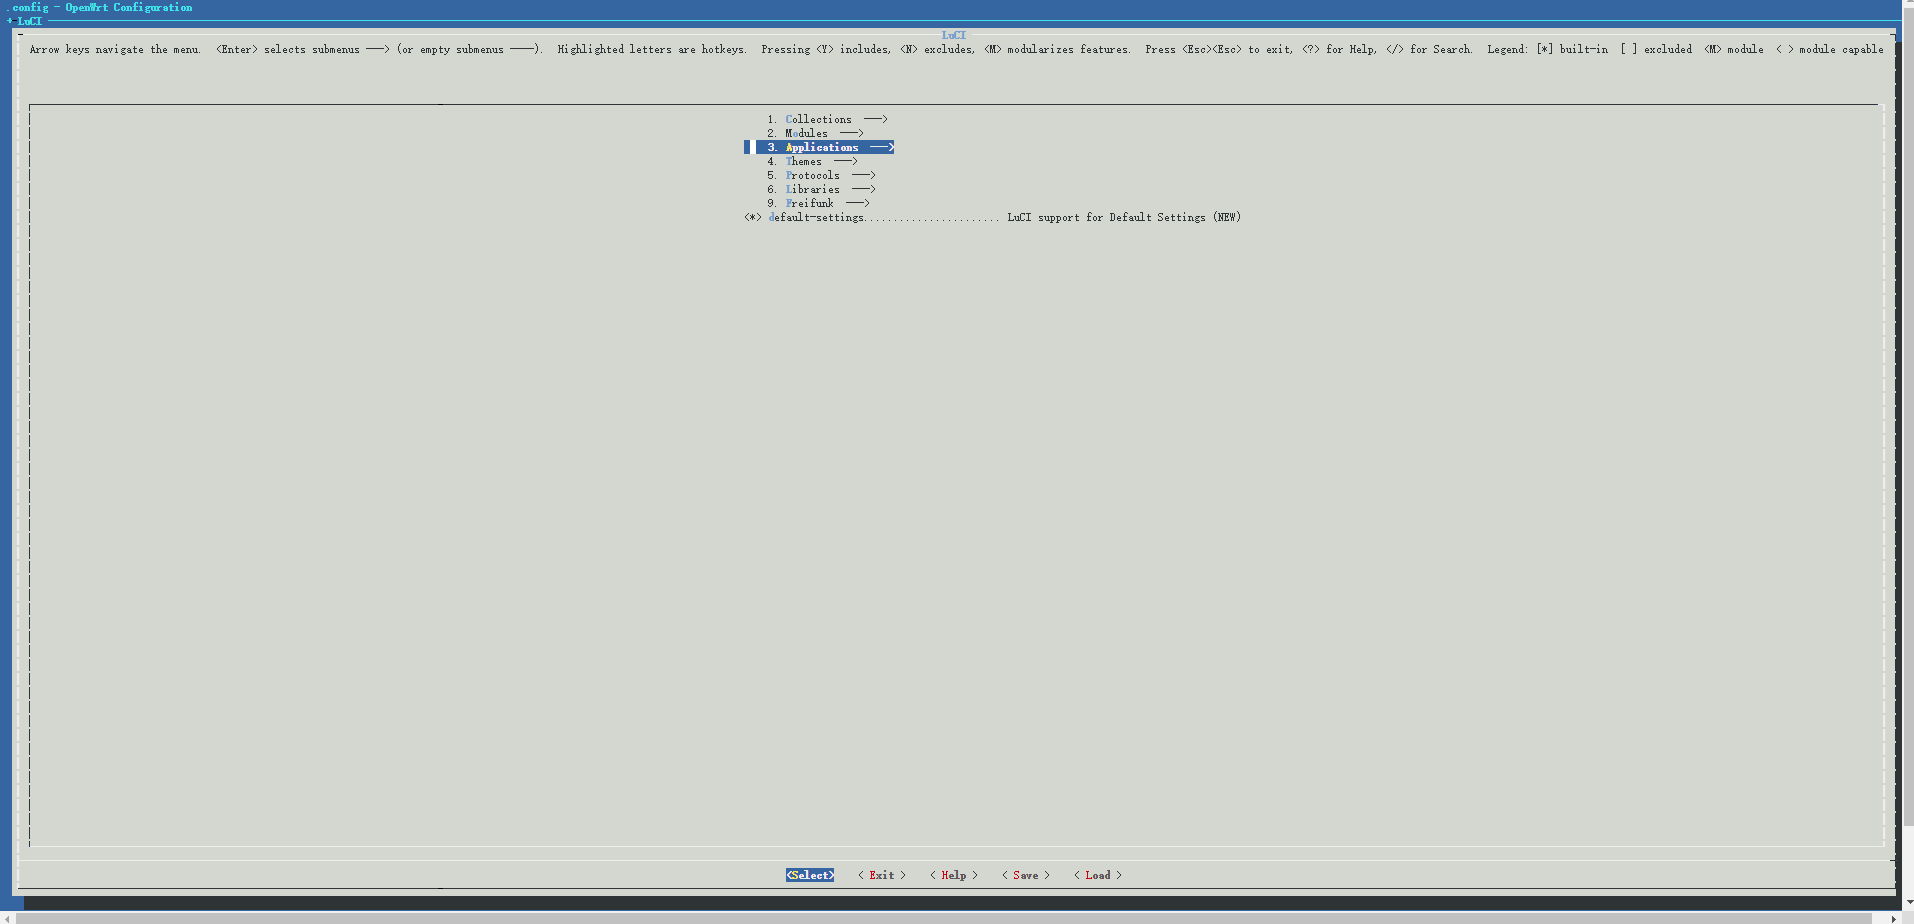 .config - OpenWrt Configuration
LuCI
LuCI
Arrow keys navigate the menu. <Enter> selects submenus ---> (or empty submenus ----). Highlighted letters are hotkeys. Pressing <Y> includes, <N> excludes, <M> modularizes features. Press <Esc><Esc> to exit, <?> for Help, </> for Search. Legend: [*] built-in [ ] excluded <M> module < > module capable
1. Collections --->
2. Modules --->
3. Applications --->
4. Themes --->
5. Protocols --->
6. Libraries --->
9. Freifunk --->
<*> default-settings....................... LuCI support for Default Settings (NEW)
<Select> < Exit > < Help > < Save > < Load >